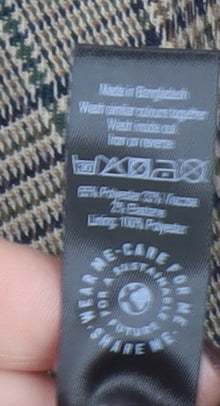 Made in Bangladesh
Wash similar colours together
Wash inside out
Iron on reverse
65% Polyester 33% Viscose
2% Elastane
Lining: 100% Polyester
WEAR ME · CARE FOR ME · SHARE ME ·
FOR A SUSTAINABLE FUTURE